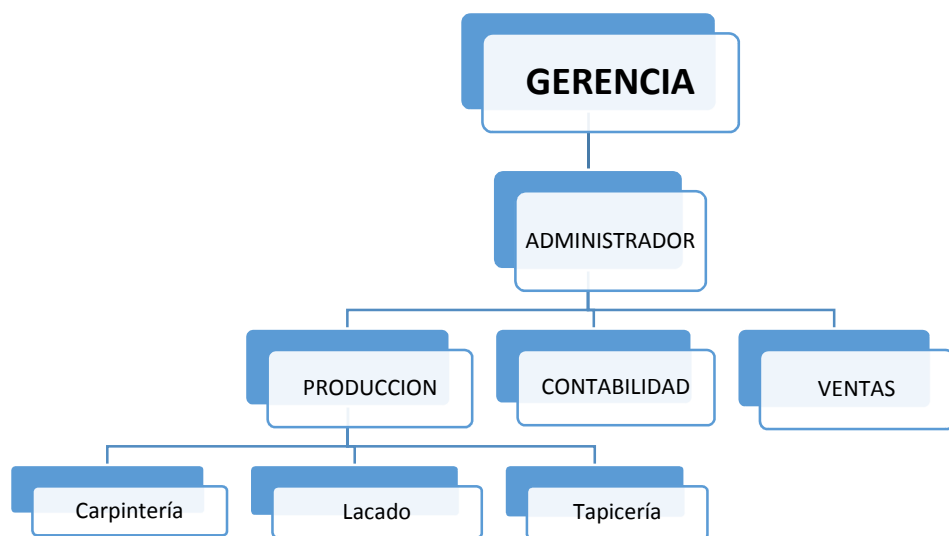 GERENCIA
ADMINISTRADOR
PRODUCCION
CONTABILIDAD
VENTAS
Carpintería
Lacado
Tapicería